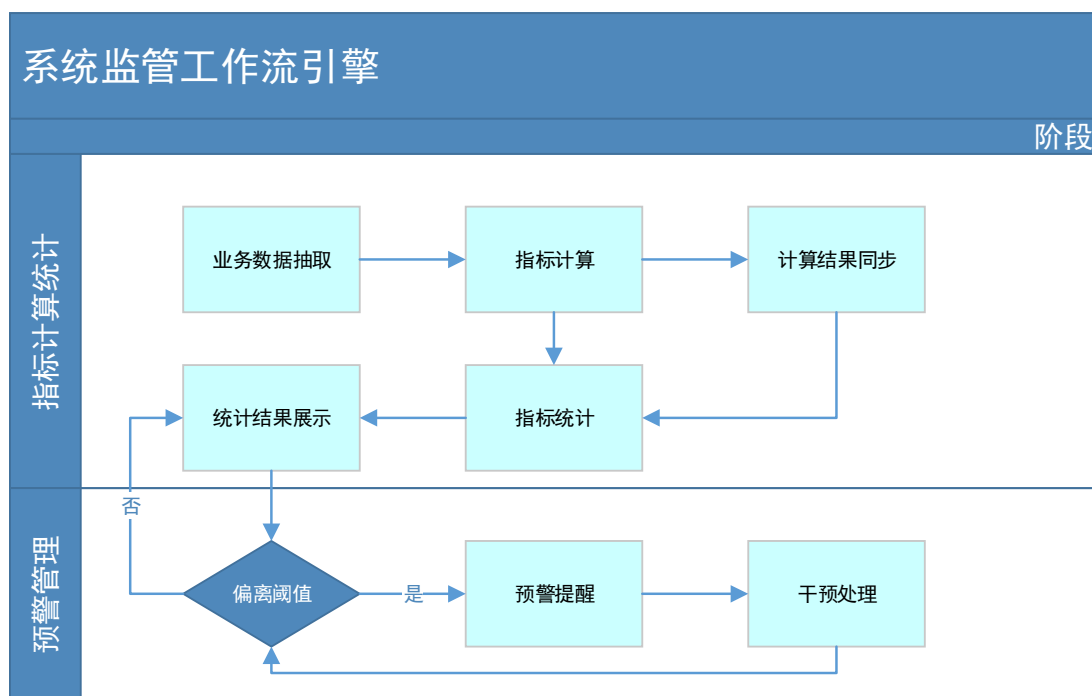 系统监管工作流引擎
阶段
指标计算统计
业务数据抽取
指标计算
计算结果同步
统计结果展示
指标统计
否
预警管理
偏离阈值
是
预警提醒
干预处理